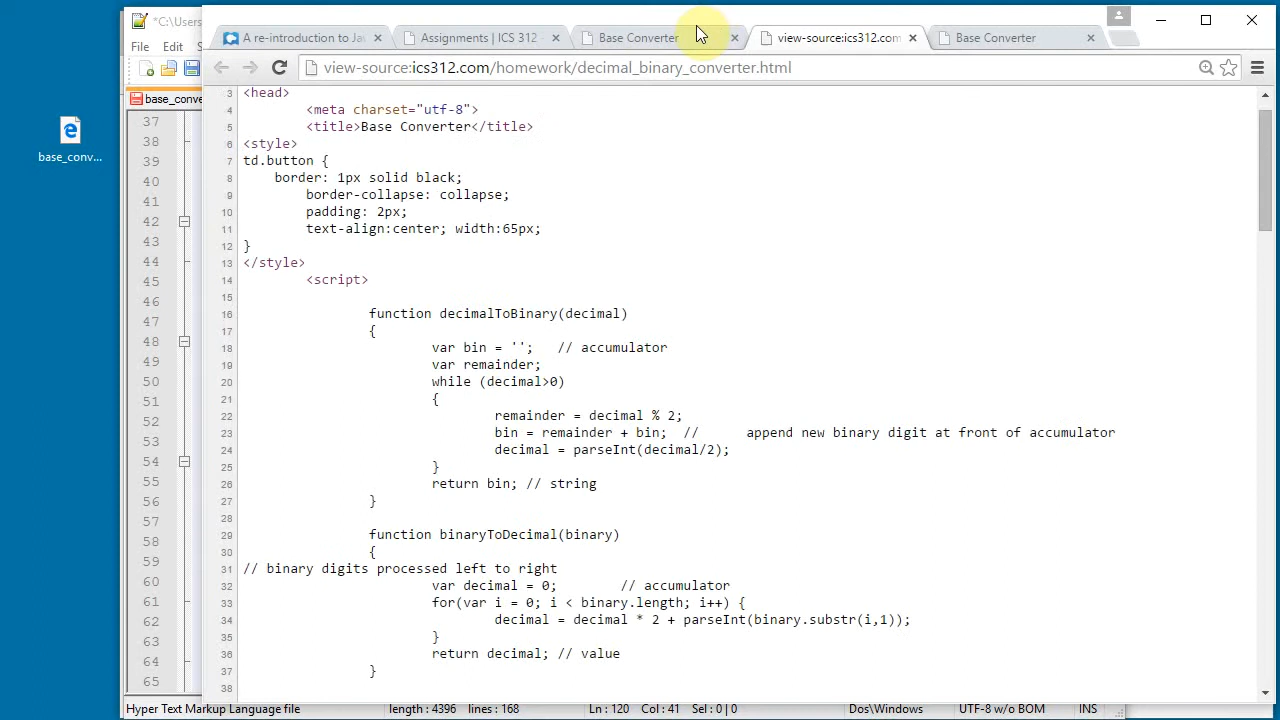 *C:\Users
File Edit S
base_conve
base_conv...
A re-introduction to Jav
Assignments | ICS 312
Base Converter
view-source:ics312.com/
Base Converter
view-source:ics312.com/homework/decimal_binary_converter.html
37
38
39
40
41
42
43
44
45
46
47
48
49
50
51
52
53
54
55
56
57
58
59
60
61
62
63
64
65
3 <head>
4 <meta charset="utf-8">
5 <title>Base Converter</title>
6 <style>
7 td.button {
8 border: 1px solid black;
9 border-collapse: collapse;
10 padding: 2px;
11 text-align:center; width:65px;
12 }
13 </style>
14 <script>
15
16 function decimalToBinary(decimal)
17 {
18 var bin = ''; // accumulator
19 var remainder;
20 while (decimal>0)
21 {
22 remainder = decimal % 2;
23 bin = remainder + bin; // append new binary digit at front of accumulator
24 decimal = parseInt(decimal/2);
25 }
26 return bin; // string
27 }
28
29 function binaryToDecimal(binary)
30 {
31 // binary digits processed left to right
32 var decimal = 0; // accumulator
33 for(var i = 0; i < binary.length; i++) {
34 decimal = decimal * 2 + parseInt(binary.substr(i,1));
35 }
36 return decimal; // value
37 }
38
Hyper Text Markup Language file length : 4396 lines : 168 Ln : 120 Col : 41 Sel : 0 | 0 Dos\Windows UTF-8 w/o BOM INS